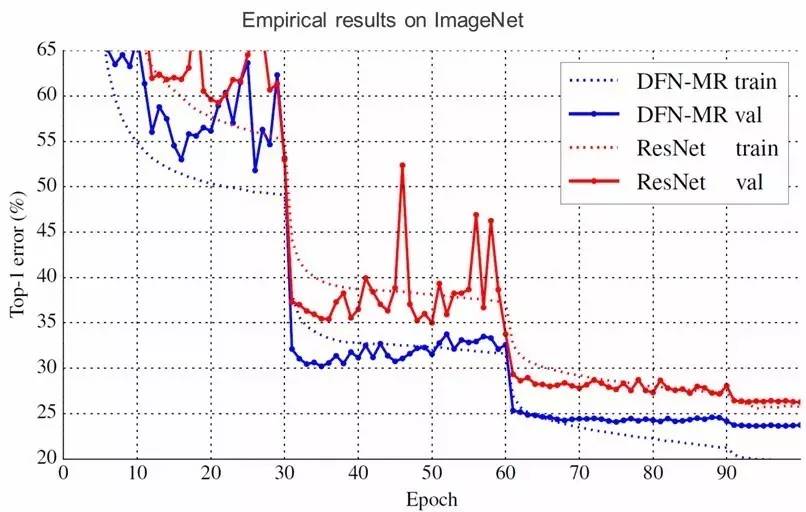 Empirical results on ImageNet
65
60
55
50
45
40
35
30
25
20
Top-1 error (%)
DFN-MR train
DFN-MR val
ResNet train
ResNet val
0 10 20 30 40 50 60 70 80 90
Epoch